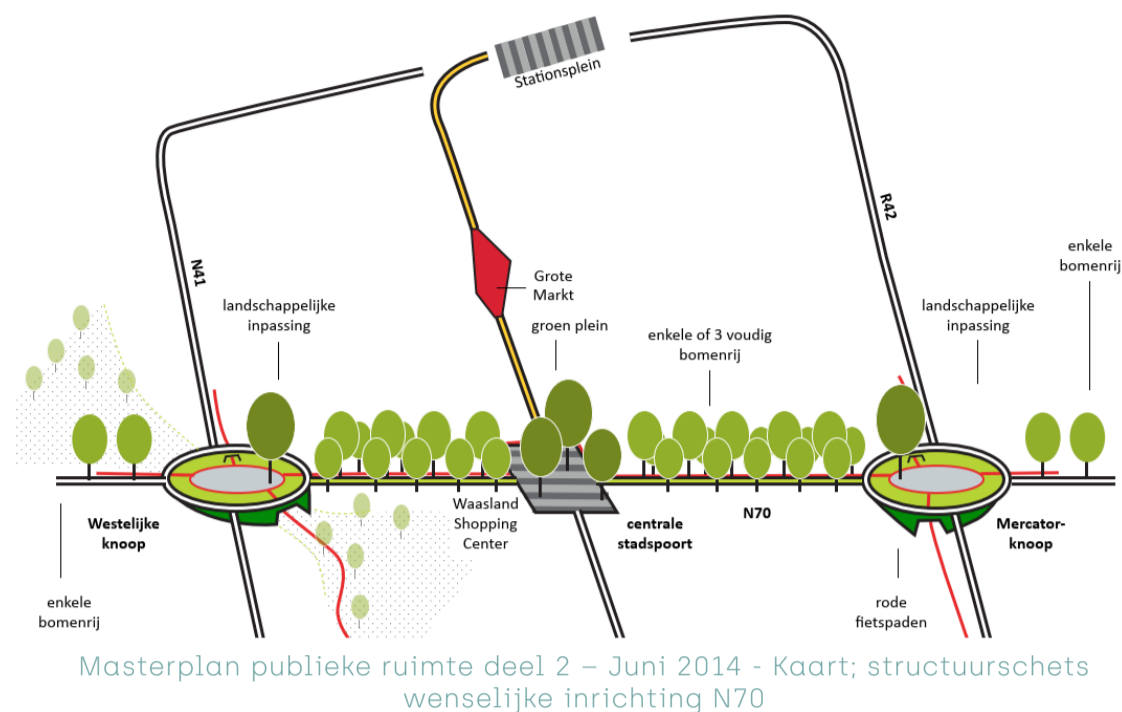 Stationsplein
R42
N41
enkele
bomenrij
landschappelijke
inpassing
Grote
Markt
landschappelijke
inpassing
groen plein
enkele of 3 voudig
bomenrij
Waasland
Shopping
Center
Westelijke
knoop
centrale
stadspoort
N70
Mercator-
knoop
enkele
bomenrij
rode
fietspaden
Masterplan publieke ruimte deel 2 – Juni 2014 - Kaart; structuurschets
wenselijke inrichting N70